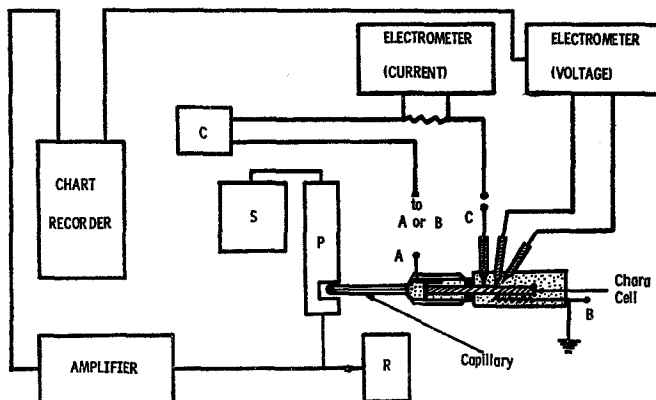 ELECTROMETER
(CURRENT)
ELECTROMETER
(VOLTAGE)
C
CHART
RECORDER
S
P
to
A or B
C
A
Chara
Cell
B
Capillary
AMPLIFIER
R